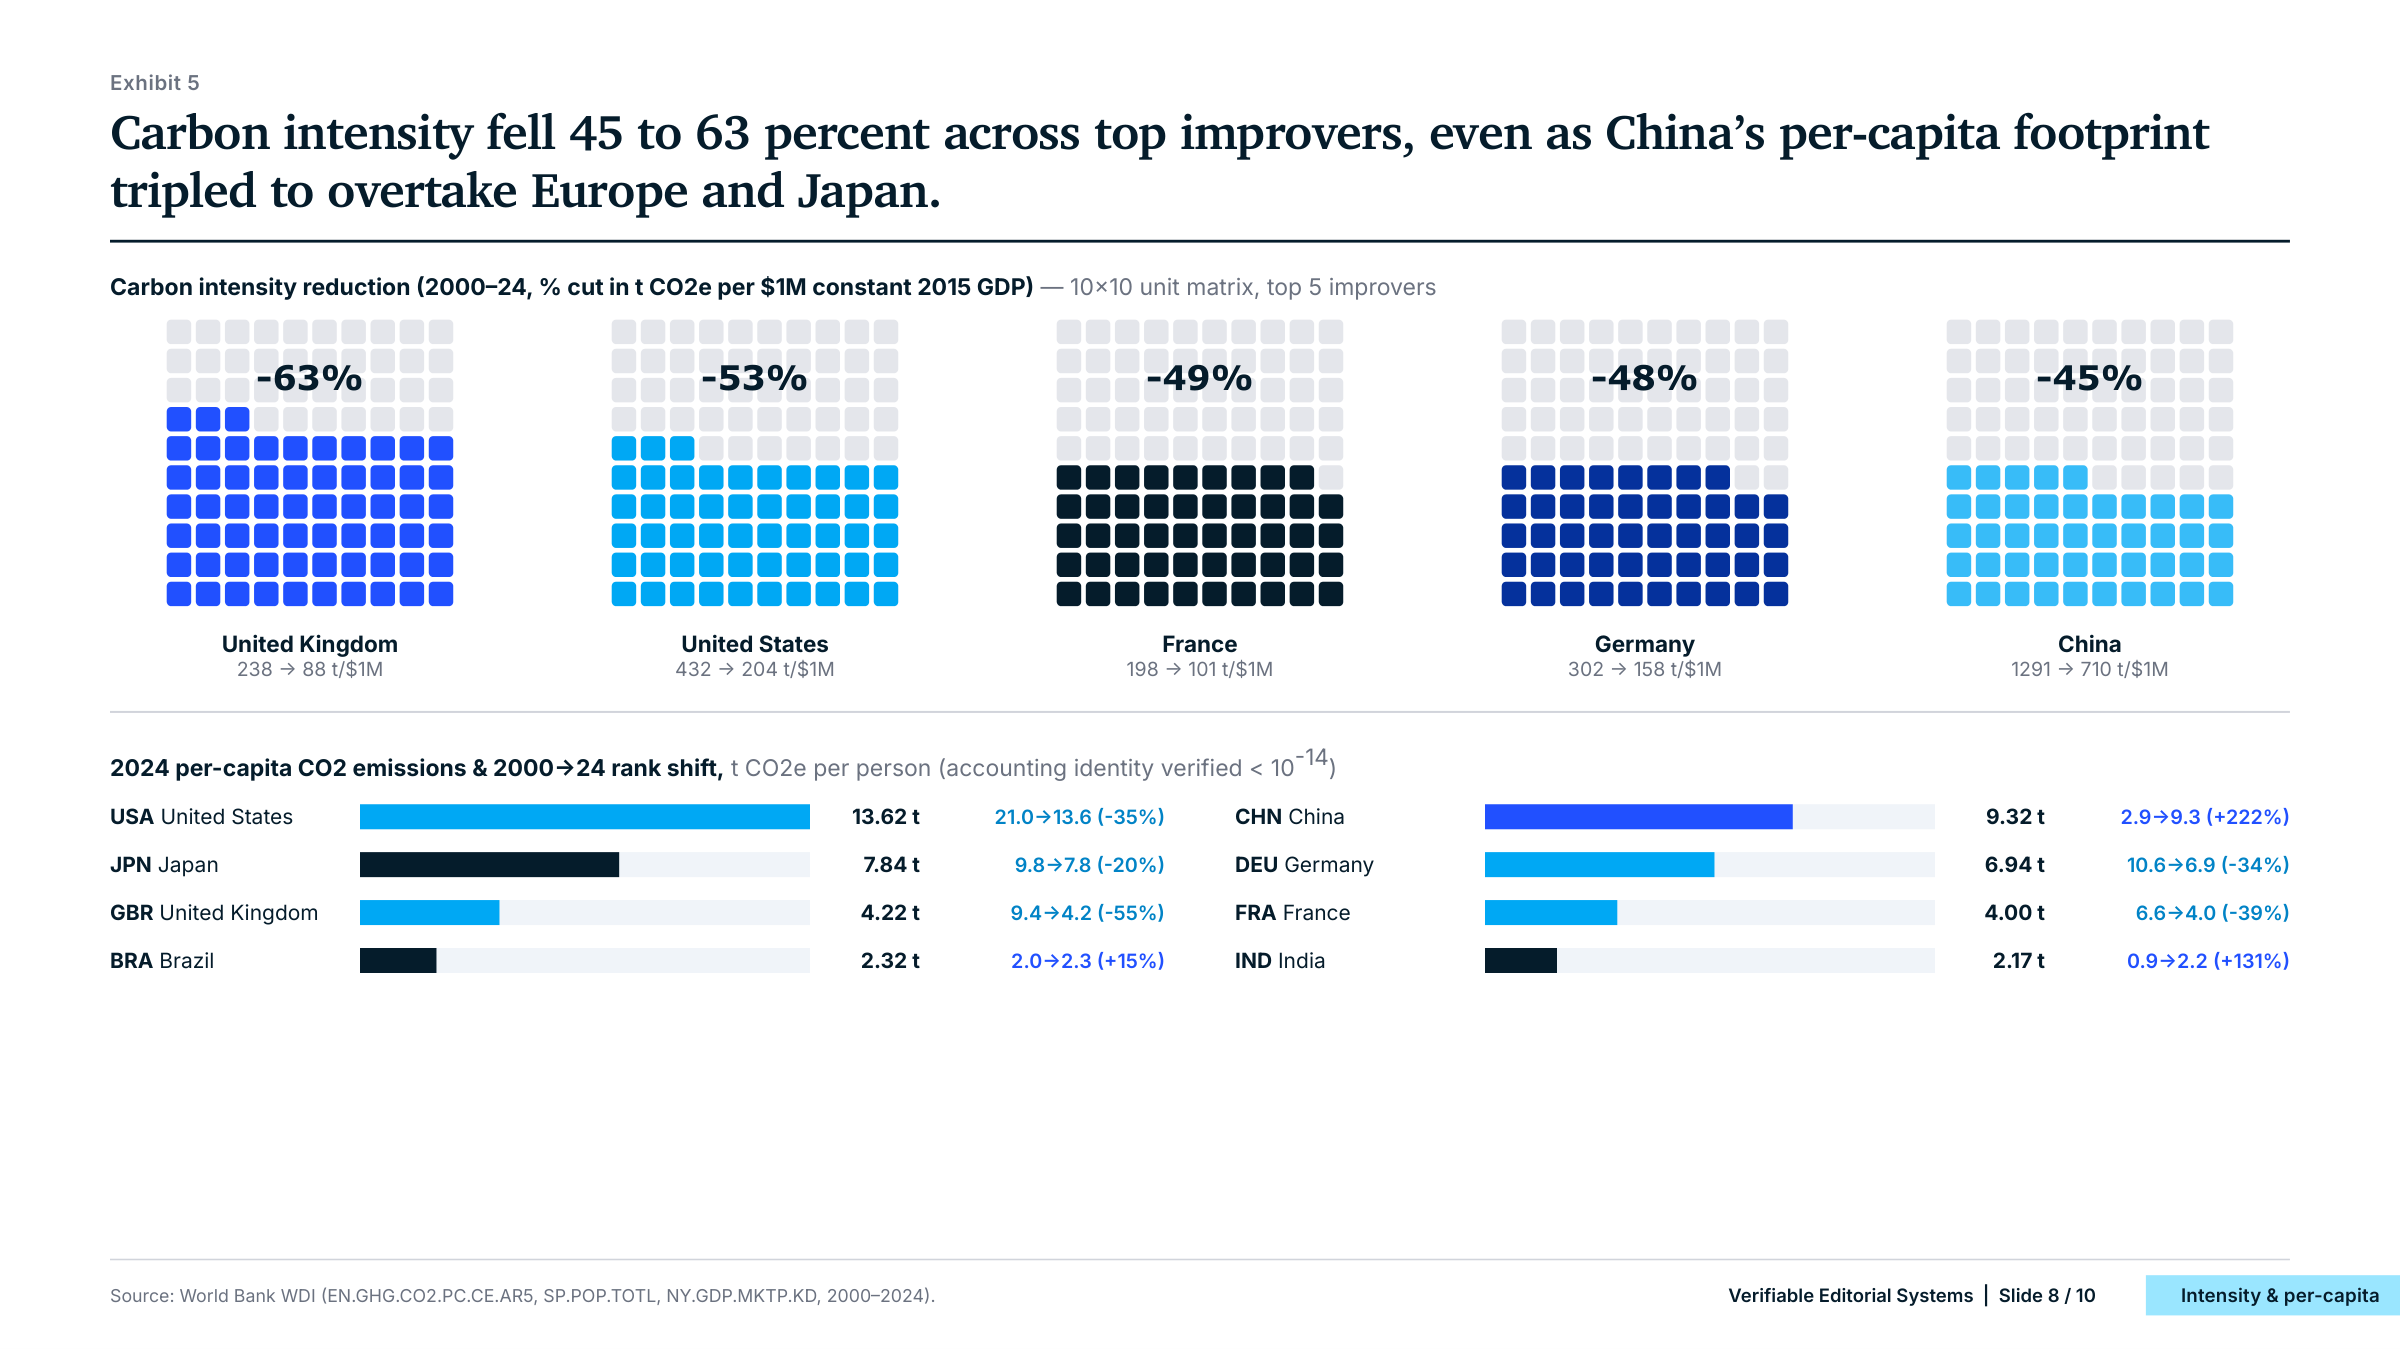 Exhibit 5
Carbon intensity fell 45 to 63 percent across top improvers, even as China’s per-capita footprint
tripled to overtake Europe and Japan.
Carbon intensity reduction (2000–24, % cut in t CO2e per $1M constant 2015 GDP) — 10×10 unit matrix, top 5 improvers
-63%
-53%
-49%
-48%
-45%
United Kingdom
238 → 88 t/$1M
United States
432 → 204 t/$1M
France
198 → 101 t/$1M
Germany
302 → 158 t/$1M
China
1291 → 710 t/$1M
2024 per-capita CO2 emissions & 2000→24 rank shift, t CO2e per person (accounting identity verified < 10^-14)
USA United States 13.62 t 21.0→13.6 (-35%)
CHN China 9.32 t 2.9→9.3 (+222%)
JPN Japan 7.84 t 9.8→7.8 (-20%)
DEU Germany 6.94 t 10.6→6.9 (-34%)
GBR United Kingdom 4.22 t 9.4→4.2 (-55%)
FRA France 4.00 t 6.6→4.0 (-39%)
BRA Brazil 2.32 t 2.0→2.3 (+15%)
IND India 2.17 t 0.9→2.2 (+131%)
Source: World Bank WDI (EN.GHG.CO2.PC.CE.AR5, SP.POP.TOTL, NY.GDP.MKTP.KD, 2000–2024).
Verifiable Editorial Systems | Slide 8 / 10
Intensity & per-capita